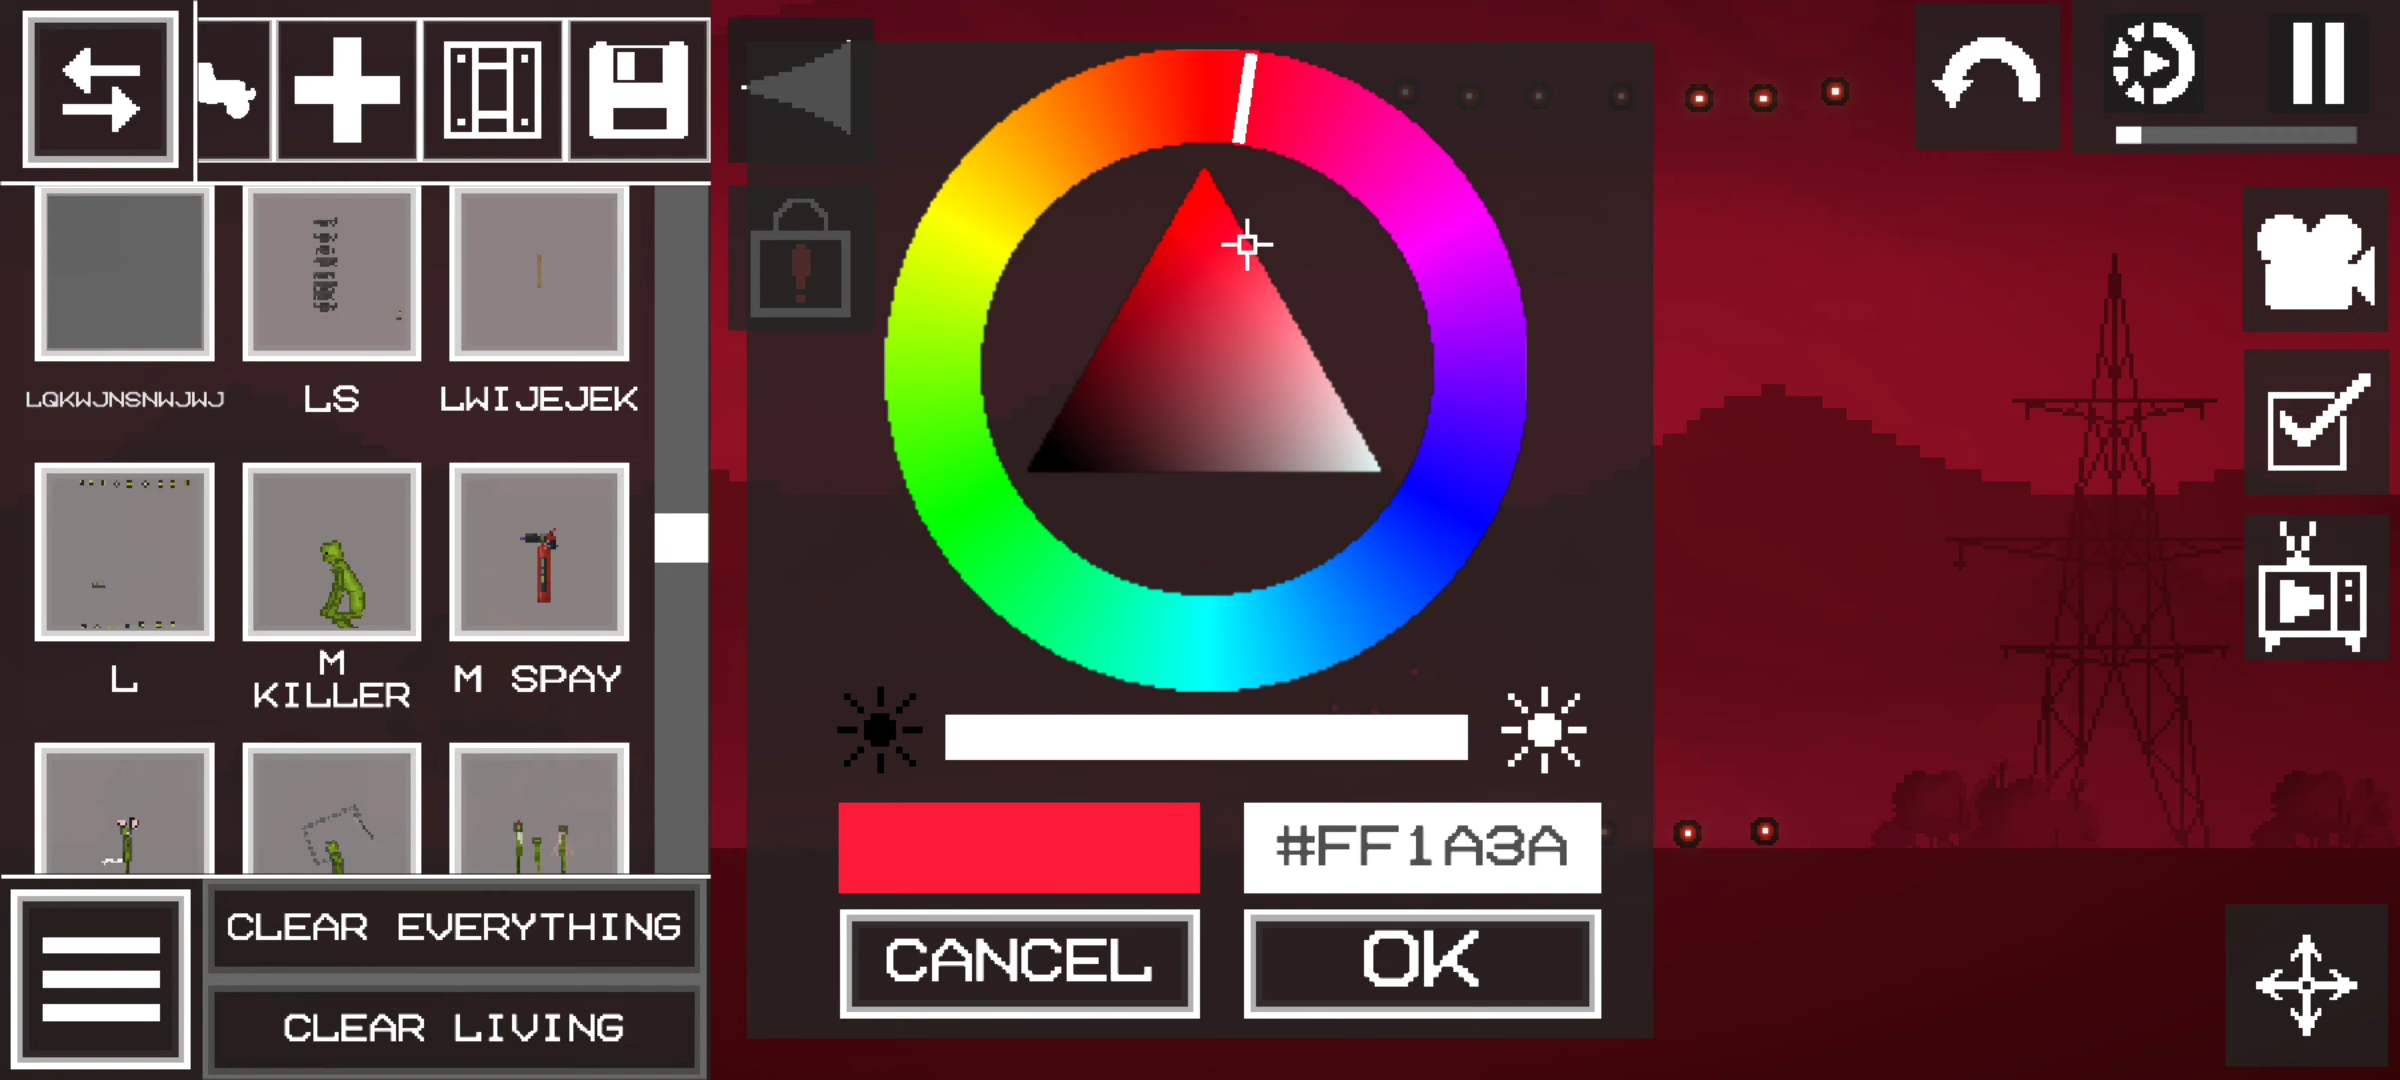 LQKWJNSNWJWJ
LS
LWIJEJEK
L
M
KILLER
M SPAY
#FF1A3A
CANCEL
OK
CLEAR EVERYTHING
CLEAR LIVING